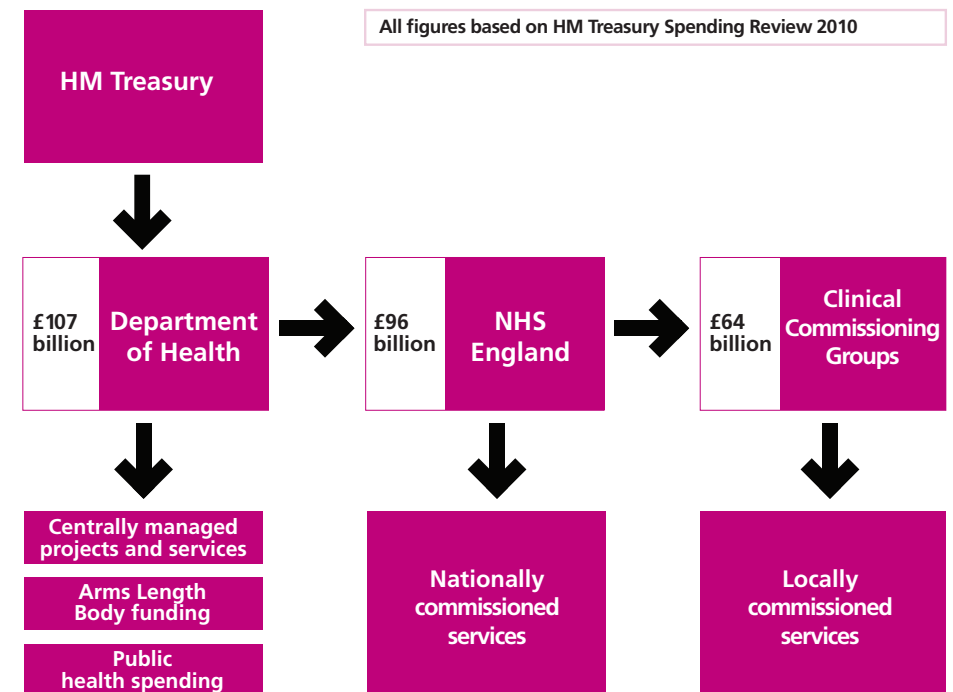 All figures based on HM Treasury Spending Review 2010
HM Treasury
£107
billion
Department
of Health
£96
billion
NHS
England
£64
billion
Clinical
Commissioning
Groups
Centrally managed
projects and services
Arms Length
Body funding
Public
health spending
Nationally
commissioned
services
Locally
commissioned
services